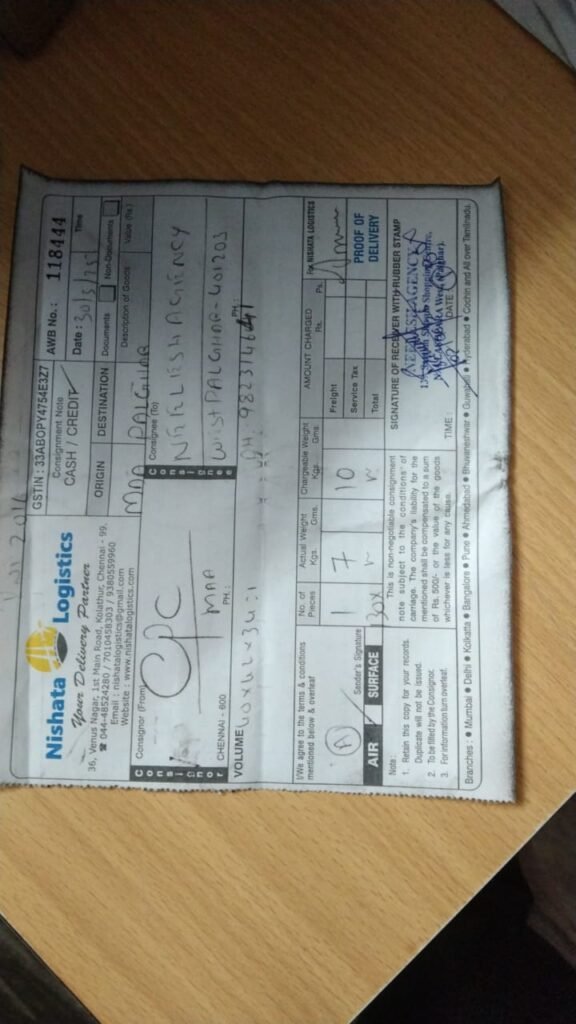 Nishata Logistics
Your Delivery Partner
36, Venus Nagar, 1st Main Road, Kolathur, Chennai - 99.
☎ 044-48524280 / 7010458303 / 9380559960
Email : nishatalogistics@gmail.com
Website : www.nishatalogistics.com
GSTIN : 33ABOPY4754E3Z7
Consignment Note
CASH / CREDIT
AWB No. : 118444
Date : 30/5/25 Time
ORIGIN DESTINATION
MAA PALGHAR
Documents Non-Documents
Description of Goods Value (Rs.)
Consignor
Consignor (From)
CPC
MAA
CHENNAI - 600 PH :
Consignee
Consignee (To)
NEELESH AGENCY
WEST PALGHAR - 401203
PH :
PH: 9823146
VOLUME
I/We agree to the terms & conditions
mentioned below & overleaf
Sender's Signature
AIR SURFACE
No. of Pieces
1
Actual Weight
Kgs. Gms.
7
Chargeable Weight
Kgs. Gms.
10
AMOUNT CHARGED
Rs. Ps.
Freight
Service Tax
Total
For NISHATA LOGISTICS
PROOF OF DELIVERY
Note :
1. Retain this copy for your records.
Duplicate will not be issued.
2. To be filled by the Consignor.
3. For information turn overleaf.
This is non-negotiable consignment
note subject to the conditions of
carriage. The company's liability for the
mentioned shall be compensated to a sum
of Rs. 500/- or the value of the goods
whichever is less for any cause.
SIGNATURE OF RECEIVER WITH RUBBER STAMP
NEELESH AGENCY
TIME : DATE
Branches : ● Mumbai ● Delhi ● Kolkatta ● Bangalore ● Pune ● Ahmedabad ● Bhuvaneshwar ● Guwahati ● Hyderabad ● Cochin and All over Tamilnadu.